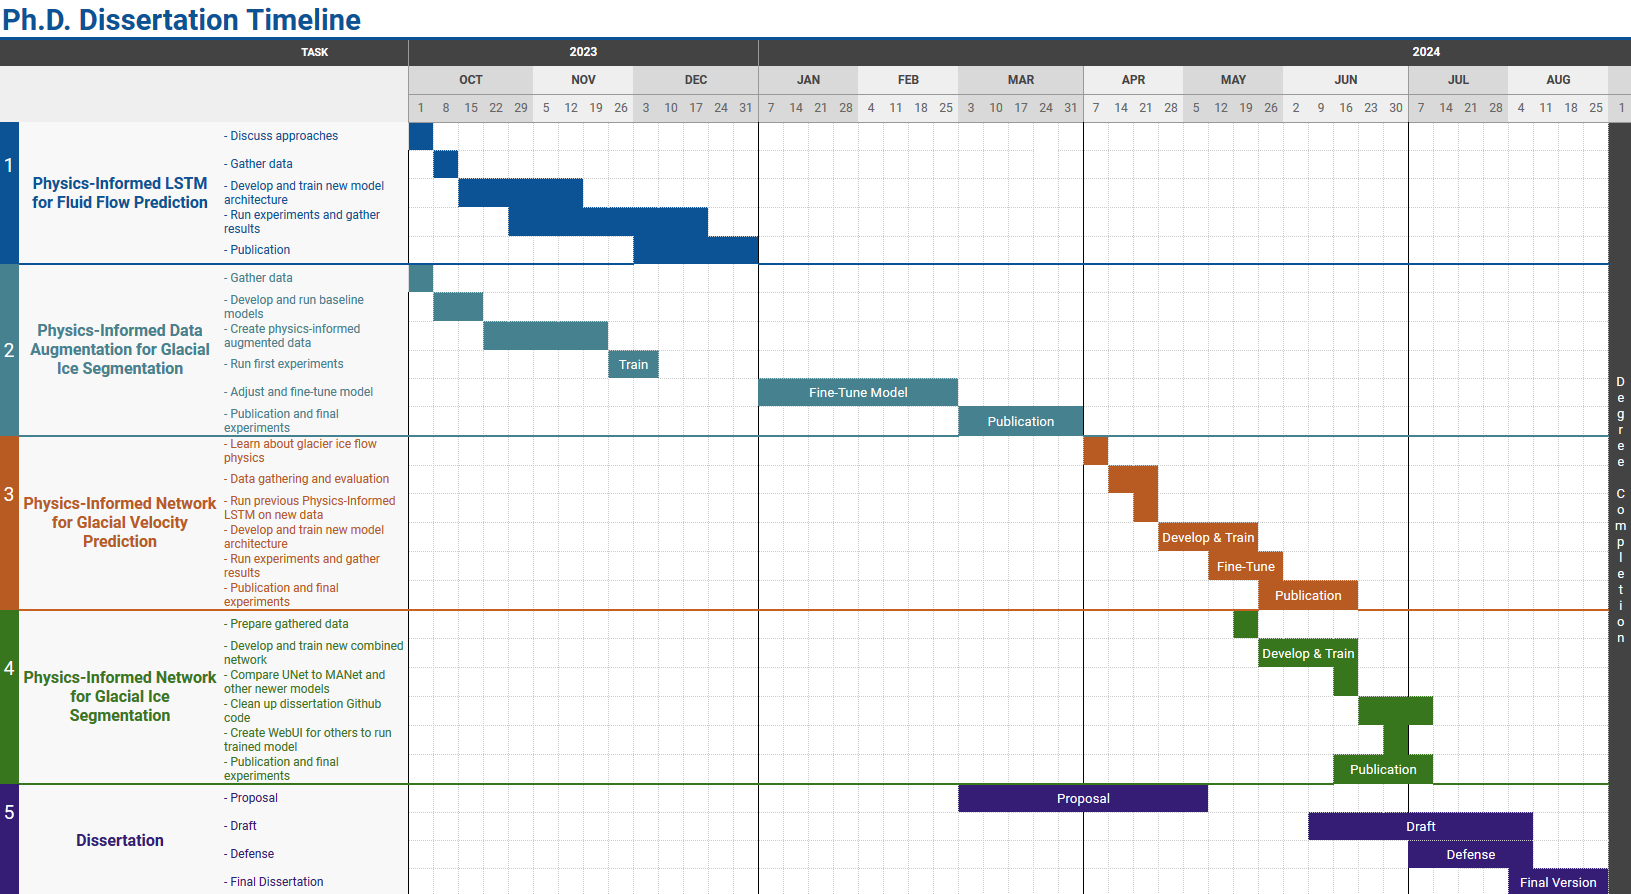 Ph.D. Dissertation Timeline
TASK 2023 2024
OCT NOV DEC JAN FEB MAR APR MAY JUN JUL AUG
1 8 15 22 29 5 12 19 26 3 10 17 24 31 7 14 21 28 4 11 18 25 3 10 17 24 31 7 14 21 28 5 12 19 26 2 9 16 23 30 7 14 21 28 4 11 18 25 1
1
Physics-Informed LSTM
for Fluid Flow Prediction
- Discuss approaches
- Gather data
- Develop and train new model
architecture
- Run experiments and gather
results
- Publication
2
Physics-Informed Data
Augmentation for Glacial
Ice Segmentation
- Gather data
- Develop and run baseline
models
- Create physics-informed
augmented data
- Run first experiments
Train
- Adjust and fine-tune model
Fine-Tune Model
- Publication and final
experiments
Publication
3
Physics-Informed Network
for Glacial Velocity
Prediction
- Learn about glacier ice flow
physics
- Data gathering and evaluation
- Run previous Physics-Informed
LSTM on new data
- Develop and train new model
architecture
Develop & Train
- Run experiments and gather
results
Fine-Tune
- Publication and final
experiments
Publication
4
Physics-Informed Network
for Glacial Ice
Segmentation
- Prepare gathered data
- Develop and train new combined
network
Develop & Train
- Compare UNet to MANet and
other newer models
- Clean up dissertation Github
code
- Create WebUI for others to run
trained model
- Publication and final
experiments
Publication
5
Dissertation
- Proposal
Proposal
- Draft
Draft
- Defense
Defense
- Final Dissertation
Final Version
Degree Completion